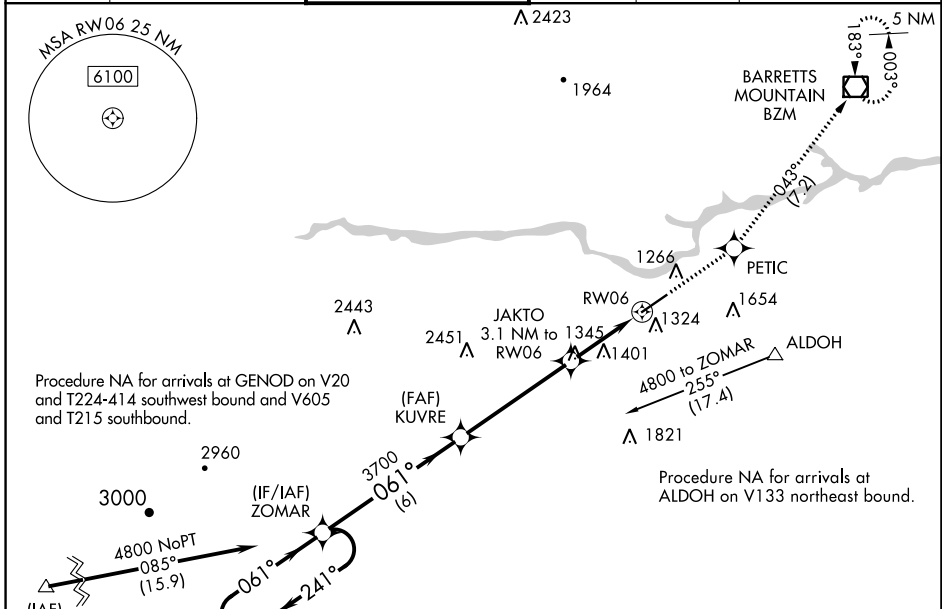 MSA RW06 25 NM
6100
2423
1964
5 NM
183°
003°
BARRETTS
MOUNTAIN
BZM
043°
(7.2)
1266
PETIC
RW06
2443
JAKTO
3.1 NM to
RW06
1345
1324
1654
2451
1401
ALDOH
4800 to ZOMAR
255°
(17.4)
Procedure NA for arrivals at GENOD on V20
and T224-414 southwest bound and V605
and T215 southbound.
(FAF)
KUVRE
1821
2960
3700
061°
(6)
Procedure NA for arrivals at
ALDOH on V133 northeast bound.
3000
(IF/IAF)
ZOMAR
4800 NoPT
085°
(15.9)
061°
241°
(IAF)